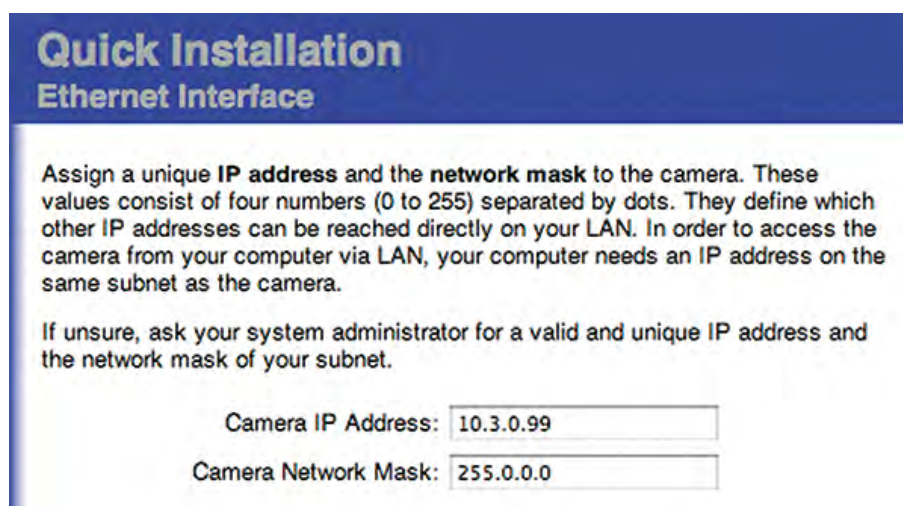 Quick Installation
Ethernet Interface
Assign a unique IP address and the network mask to the camera. These
values consist of four numbers (0 to 255) separated by dots. They define which
other IP addresses can be reached directly on your LAN. In order to access the
camera from your computer via LAN, your computer needs an IP address on the
same subnet as the camera.
If unsure, ask your system administrator for a valid and unique IP address and
the network mask of your subnet.
Camera IP Address: 10.3.0.99
Camera Network Mask: 255.0.0.0